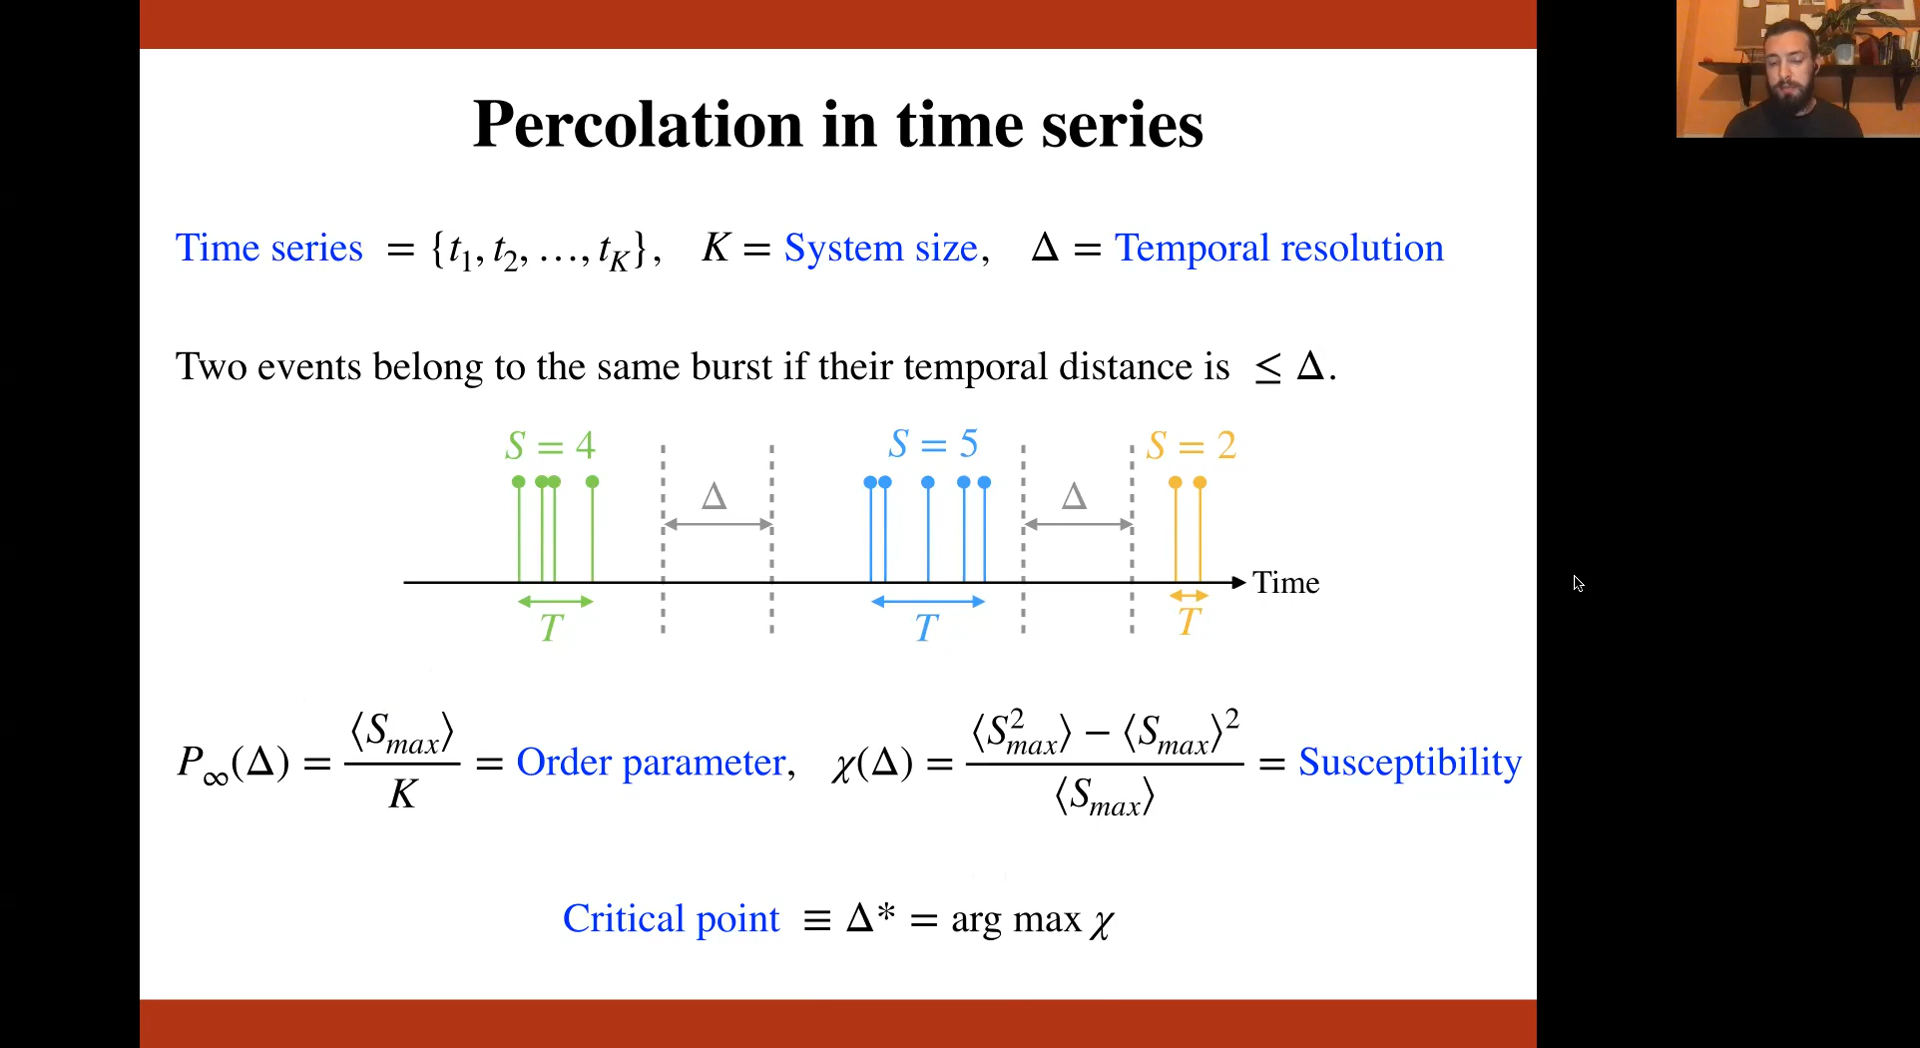 Percolation in time series
Time series = {t₁, t₂, …, t_K}, K = System size, Δ = Temporal resolution
Two events belong to the same burst if their temporal distance is ≤ Δ.
S = 4
S = 5
S = 2
Δ
Δ
Time
T
T
T
P_∞(Δ) = ⟨S_max⟩ / K = Order parameter, χ(Δ) = (⟨S²_max⟩ − ⟨S_max⟩²) / ⟨S_max⟩ = Susceptibility
Critical point ≡ Δ* = arg max χ